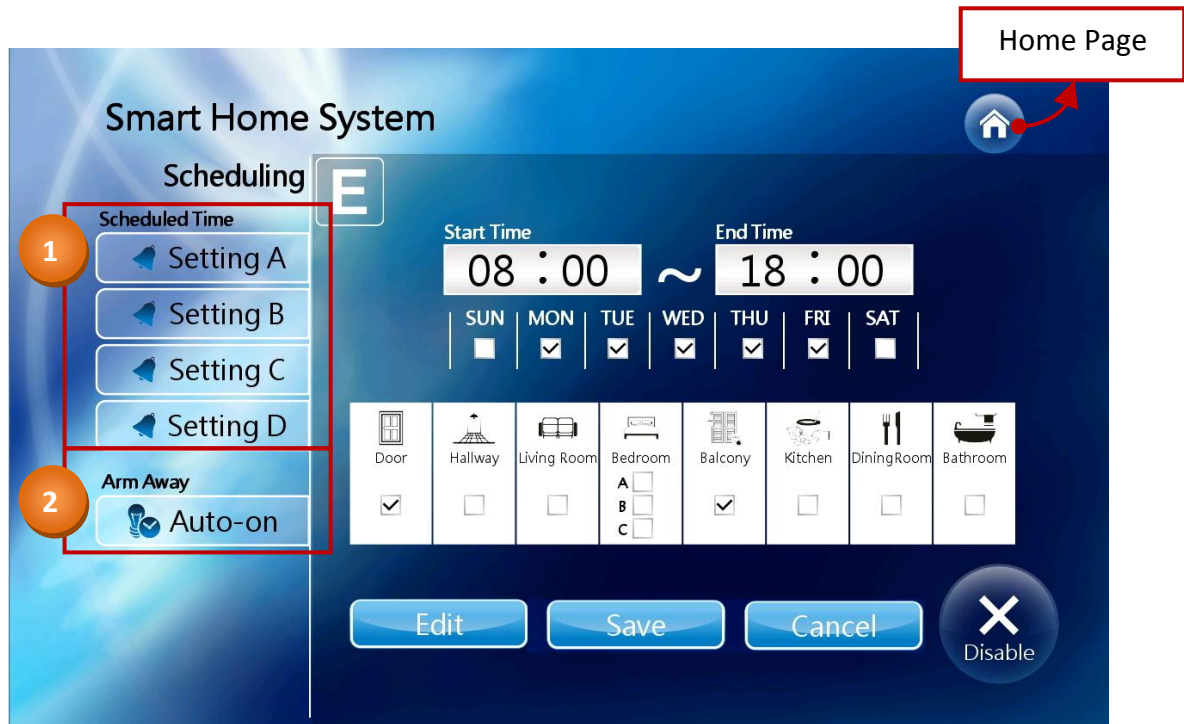 Home Page
Smart Home System
Scheduling
E
Scheduled Time
1
Setting A
Setting B
Setting C
Setting D
2
Arm Away
Auto-on
Start Time End Time
08 : 00 ~ 18 : 00
SUN MON TUE WED THU FRI SAT
Door Hallway Living Room Bedroom Balcony Kitchen DiningRoom Bathroom
A
B
C
Edit Save Cancel
Disable